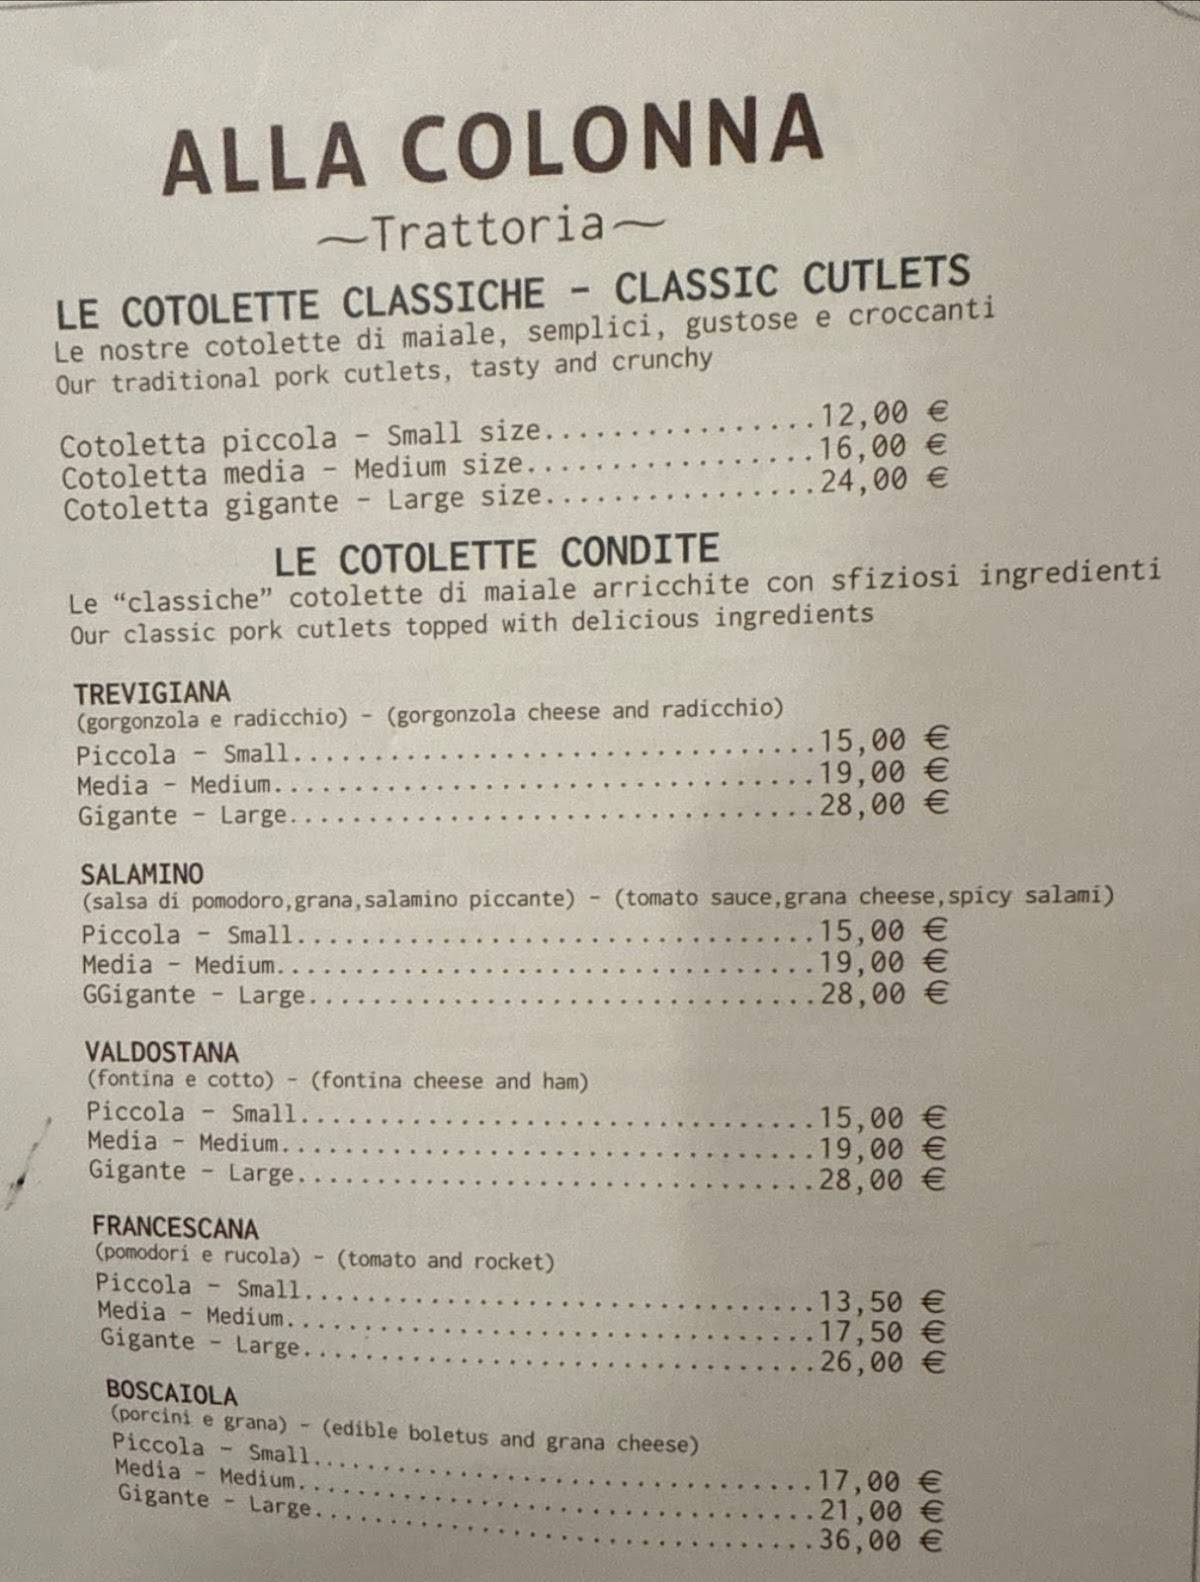 ALLA COLONNA
~Trattoria~
LE COTOLETTE CLASSICHE - CLASSIC CUTLETS
Le nostre cotolette di maiale, semplici, gustose e croccanti
Our traditional pork cutlets, tasty and crunchy
Cotoletta piccola - Small size................12,00 €
Cotoletta media - Medium size.................16,00 €
Cotoletta gigante - Large size................24,00 €
LE COTOLETTE CONDITE
Le “classiche” cotolette di maiale arricchite con sfiziosi ingredienti
Our classic pork cutlets topped with delicious ingredients
TREVIGIANA
(gorgonzola e radicchio) - (gorgonzola cheese and radicchio)
Piccola - Small................................15,00 €
Media - Medium.................................19,00 €
Gigante - Large................................28,00 €
SALAMINO
(salsa di pomodoro,grana,salamino piccante) - (tomato sauce,grana cheese,spicy salami)
Piccola - Small................................15,00 €
Media - Medium.................................19,00 €
GGigante - Large...............................28,00 €
VALDOSTANA
(fontina e cotto) - (fontina cheese and ham)
Piccola - Small................................15,00 €
Media - Medium.................................19,00 €
Gigante - Large................................28,00 €
FRANCESCANA
(pomodori e rucola) - (tomato and rocket)
Piccola - Small................................13,50 €
Media - Medium.................................17,50 €
Gigante - Large................................26,00 €
BOSCAIOLA
(porcini e grana) - (edible boletus and grana cheese)
Piccola - Small................................17,00 €
Media - Medium.................................21,00 €
Gigante - Large................................36,00 €